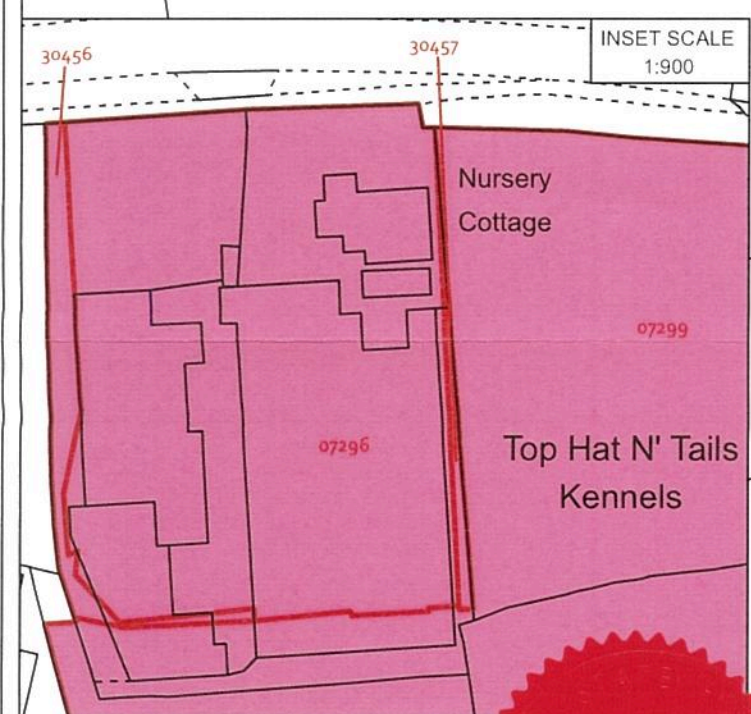 30456
30457
INSET SCALE
1:900
Nursery
Cottage
07299
07296
Top Hat N' Tails
Kennels